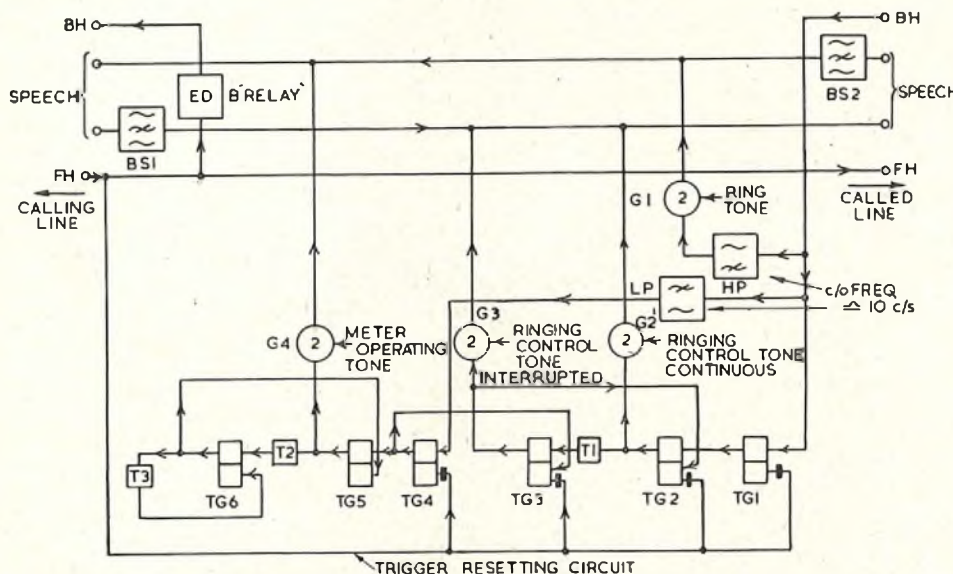 BH
BH
SPEECH
ED
B'RELAY'
BS2
SPEECH
BS1
FH
FH
CALLING
LINE
CALLED
LINE
G1
2
RING
TONE
LP
HP
c/o FREQ
≏ 10 c/s
G4
2
METER
OPERATING
TONE
G3
2
RINGING
CONTROL
TONE
INTERRUPTED
G2'
2
RINGING
CONTROL TONE
CONTINUOUS
T3
TG6
T2
TG5
TG4
TG3
T1
TG2
TG1
TRIGGER RESETTING CIRCUIT